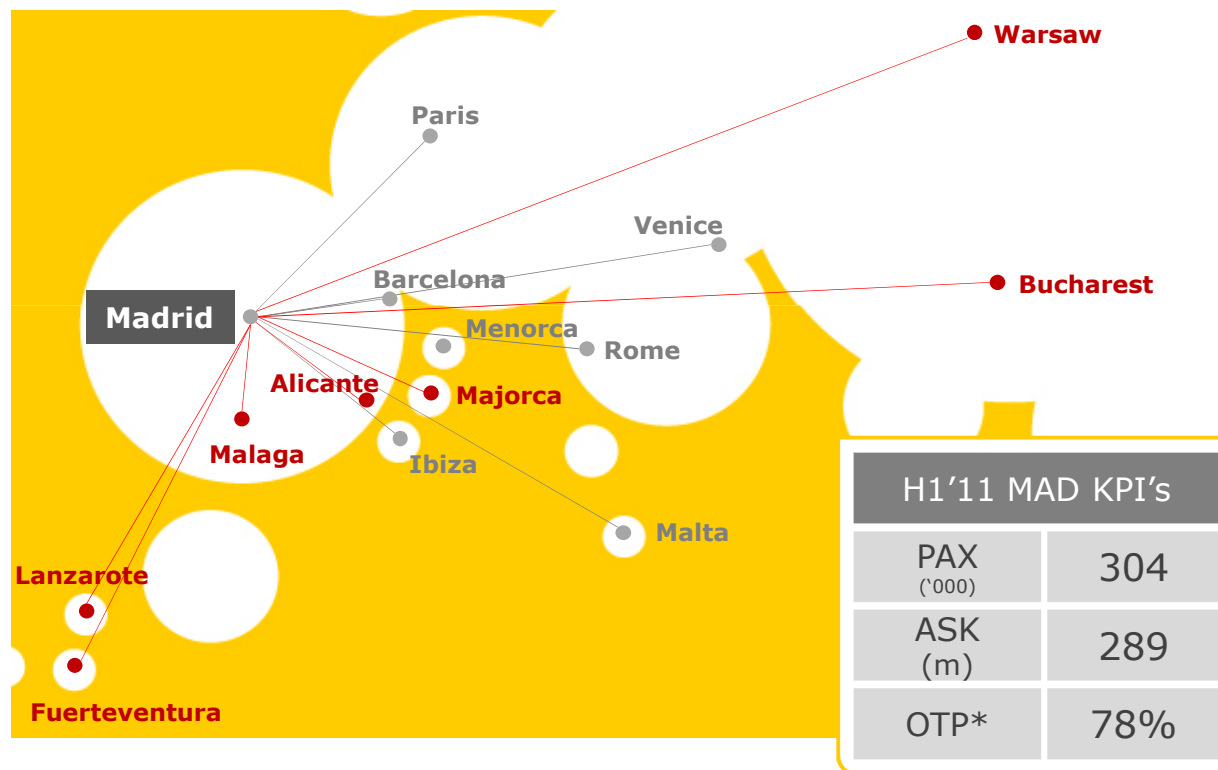 Warsaw
Paris
Venice
Barcelona
Bucharest
Madrid
Menorca
Rome
Alicante
Majorca
Malaga
Ibiza
Malta
Lanzarote
Fuerteventura
H1’11 MAD KPI’s
PAX 304
(‘000)
ASK 289
(m)
OTP* 78%